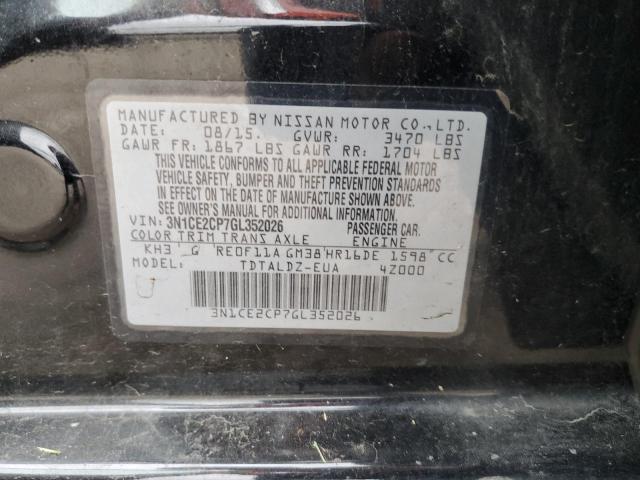 MANUFACTURED BY NISSAN MOTOR CO.,LTD.
DATE: 08/15. GVWR: 3470 LBS
GAWR FR: 1867 LBS GAWR RR: 1704 LBS
THIS VEHICLE CONFORMS TO ALL APPLICABLE FEDERAL MOTOR
VEHICLE SAFETY, BUMPER AND THEFT PREVENTION STANDARDS
IN EFFECT ON THE DATE OF MANUFACTURE SHOWN ABOVE.
SEE OWNER'S MANUAL FOR ADDITIONAL INFORMATION.
VIN: 3N1CE2CP7GL352026 PASSENGER CAR.
COLOR TRIM TRANS AXLE ENGINE
KH3 G RE0F11A GM38 HR16DE 1598 CC
MODEL: TDTALDZ-EUA 4Z000
3N1CE2CP7GL352026